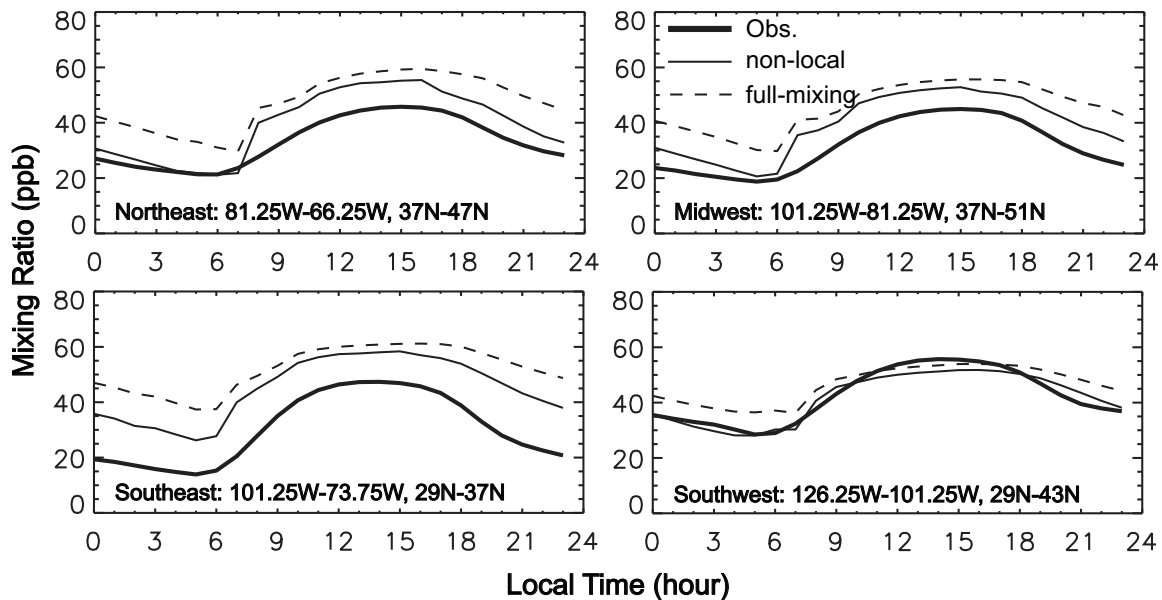 Mixing Ratio (ppb)
80
60
40
20
0
Northeast: 81.25W-66.25W, 37N-47N
0 3 6 9 12 15 18 21 24
80
60
40
20
0
Obs.
non-local
full-mixing
Midwest: 101.25W-81.25W, 37N-51N
0 3 6 9 12 15 18 21 24
80
60
40
20
0
Southeast: 101.25W-73.75W, 29N-37N
0 3 6 9 12 15 18 21 24
80
60
40
20
0
Southwest: 126.25W-101.25W, 29N-43N
0 3 6 9 12 15 18 21 24
Local Time (hour)